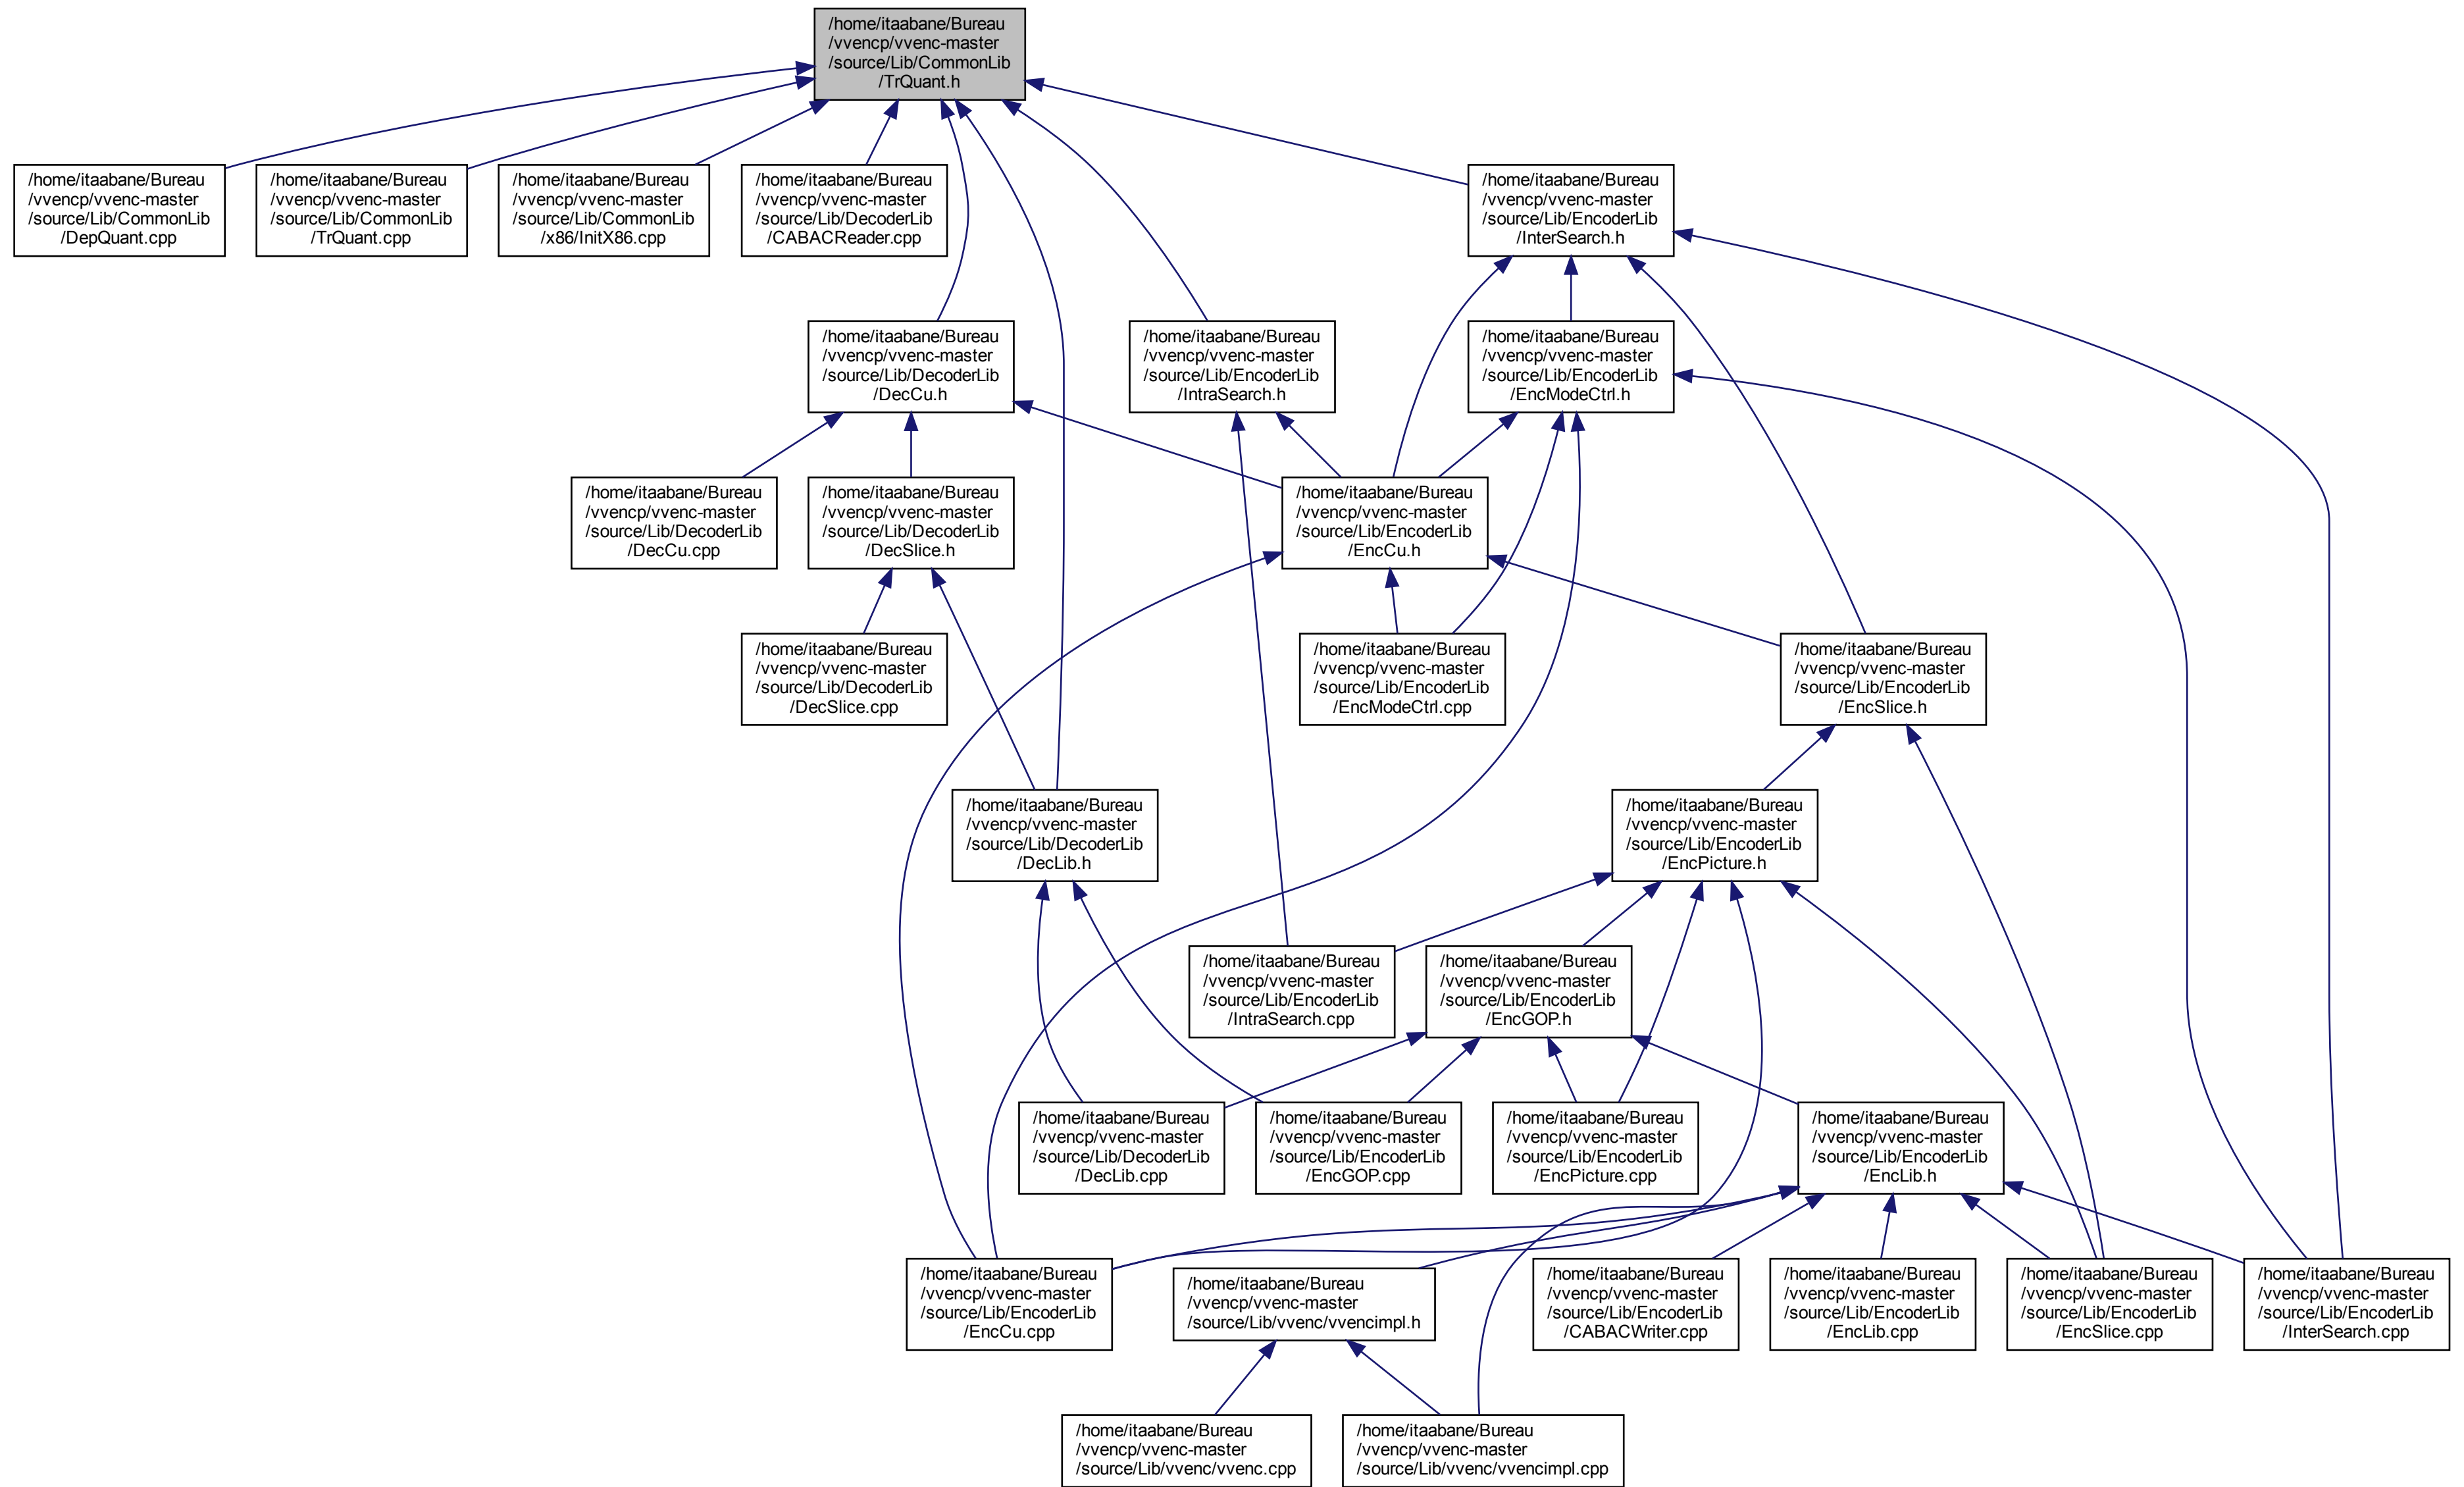 /home/itaabane/Bureau
/vvencp/vvenc-master
/source/Lib/CommonLib
/TrQuant.h
/home/itaabane/Bureau
/vvencp/vvenc-master
/source/Lib/CommonLib
/DepQuant.cpp
/home/itaabane/Bureau
/vvencp/vvenc-master
/source/Lib/CommonLib
/TrQuant.cpp
/home/itaabane/Bureau
/vvencp/vvenc-master
/source/Lib/CommonLib
/x86/InitX86.cpp
/home/itaabane/Bureau
/vvencp/vvenc-master
/source/Lib/DecoderLib
/CABACReader.cpp
/home/itaabane/Bureau
/vvencp/vvenc-master
/source/Lib/EncoderLib
/InterSearch.h
/home/itaabane/Bureau
/vvencp/vvenc-master
/source/Lib/DecoderLib
/DecCu.h
/home/itaabane/Bureau
/vvencp/vvenc-master
/source/Lib/EncoderLib
/IntraSearch.h
/home/itaabane/Bureau
/vvencp/vvenc-master
/source/Lib/EncoderLib
/EncModeCtrl.h
/home/itaabane/Bureau
/vvencp/vvenc-master
/source/Lib/DecoderLib
/DecCu.cpp
/home/itaabane/Bureau
/vvencp/vvenc-master
/source/Lib/DecoderLib
/DecSlice.h
/home/itaabane/Bureau
/vvencp/vvenc-master
/source/Lib/EncoderLib
/EncCu.h
/home/itaabane/Bureau
/vvencp/vvenc-master
/source/Lib/DecoderLib
/DecSlice.cpp
/home/itaabane/Bureau
/vvencp/vvenc-master
/source/Lib/EncoderLib
/EncModeCtrl.cpp
/home/itaabane/Bureau
/vvencp/vvenc-master
/source/Lib/EncoderLib
/EncSlice.h
/home/itaabane/Bureau
/vvencp/vvenc-master
/source/Lib/DecoderLib
/DecLib.h
/home/itaabane/Bureau
/vvencp/vvenc-master
/source/Lib/EncoderLib
/EncPicture.h
/home/itaabane/Bureau
/vvencp/vvenc-master
/source/Lib/EncoderLib
/IntraSearch.cpp
/home/itaabane/Bureau
/vvencp/vvenc-master
/source/Lib/EncoderLib
/EncGOP.h
/home/itaabane/Bureau
/vvencp/vvenc-master
/source/Lib/DecoderLib
/DecLib.cpp
/home/itaabane/Bureau
/vvencp/vvenc-master
/source/Lib/EncoderLib
/EncGOP.cpp
/home/itaabane/Bureau
/vvencp/vvenc-master
/source/Lib/EncoderLib
/EncPicture.cpp
/home/itaabane/Bureau
/vvencp/vvenc-master
/source/Lib/EncoderLib
/EncLib.h
/home/itaabane/Bureau
/vvencp/vvenc-master
/source/Lib/EncoderLib
/EncCu.cpp
/home/itaabane/Bureau
/vvencp/vvenc-master
/source/Lib/vvenc/vvencimpl.h
/home/itaabane/Bureau
/vvencp/vvenc-master
/source/Lib/EncoderLib
/CABACWriter.cpp
/home/itaabane/Bureau
/vvencp/vvenc-master
/source/Lib/EncoderLib
/EncLib.cpp
/home/itaabane/Bureau
/vvencp/vvenc-master
/source/Lib/EncoderLib
/EncSlice.cpp
/home/itaabane/Bureau
/vvencp/vvenc-master
/source/Lib/EncoderLib
/InterSearch.cpp
/home/itaabane/Bureau
/vvencp/vvenc-master
/source/Lib/vvenc/vvenc.cpp
/home/itaabane/Bureau
/vvencp/vvenc-master
/source/Lib/vvenc/vvencimpl.cpp